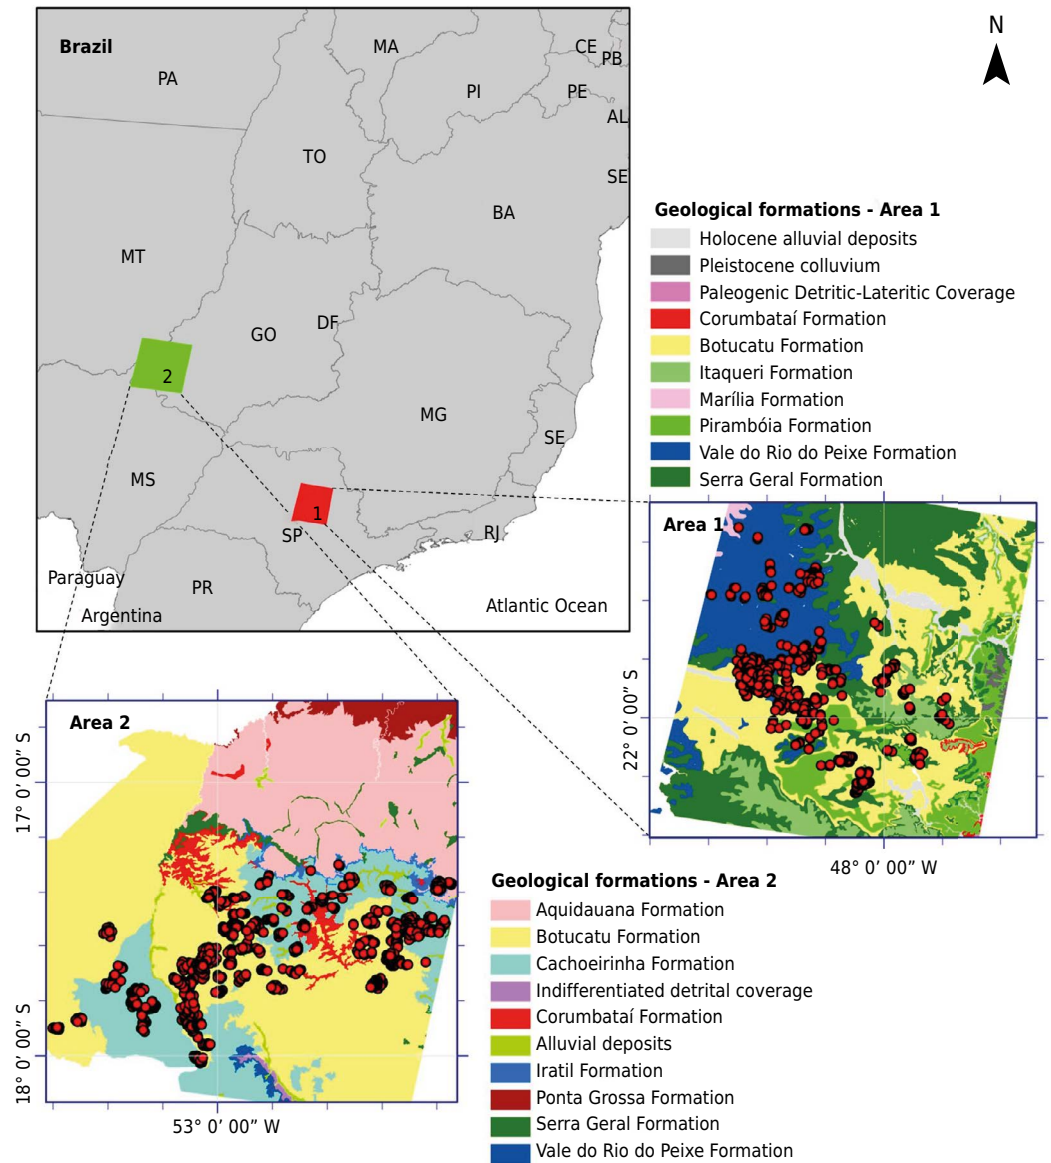 N
Brazil
MA
CE
PB
PA
PI
PE
AL
TO
SE
BA
MT
GO
DF
MG
SE
MS
SP
RJ
PR
Paraguay
Argentina
Atlantic Ocean
2
1
Geological formations - Area 1
Holocene alluvial deposits
Pleistocene colluvium
Paleogenic Detritic-Lateritic Coverage
Corumbataí Formation
Botucatu Formation
Itaqueri Formation
Marília Formation
Pirambóia Formation
Vale do Rio do Peixe Formation
Serra Geral Formation
Area 1
22° 0' 00” S
48° 0' 00” W
Area 2
17° 0' 00” S
18° 0' 00” S
53° 0' 00” W
Geological formations - Area 2
Aquidauana Formation
Botucatu Formation
Cachoeirinha Formation
Indifferentiated detrital coverage
Corumbataí Formation
Alluvial deposits
Iratil Formation
Ponta Grossa Formation
Serra Geral Formation
Vale do Rio do Peixe Formation